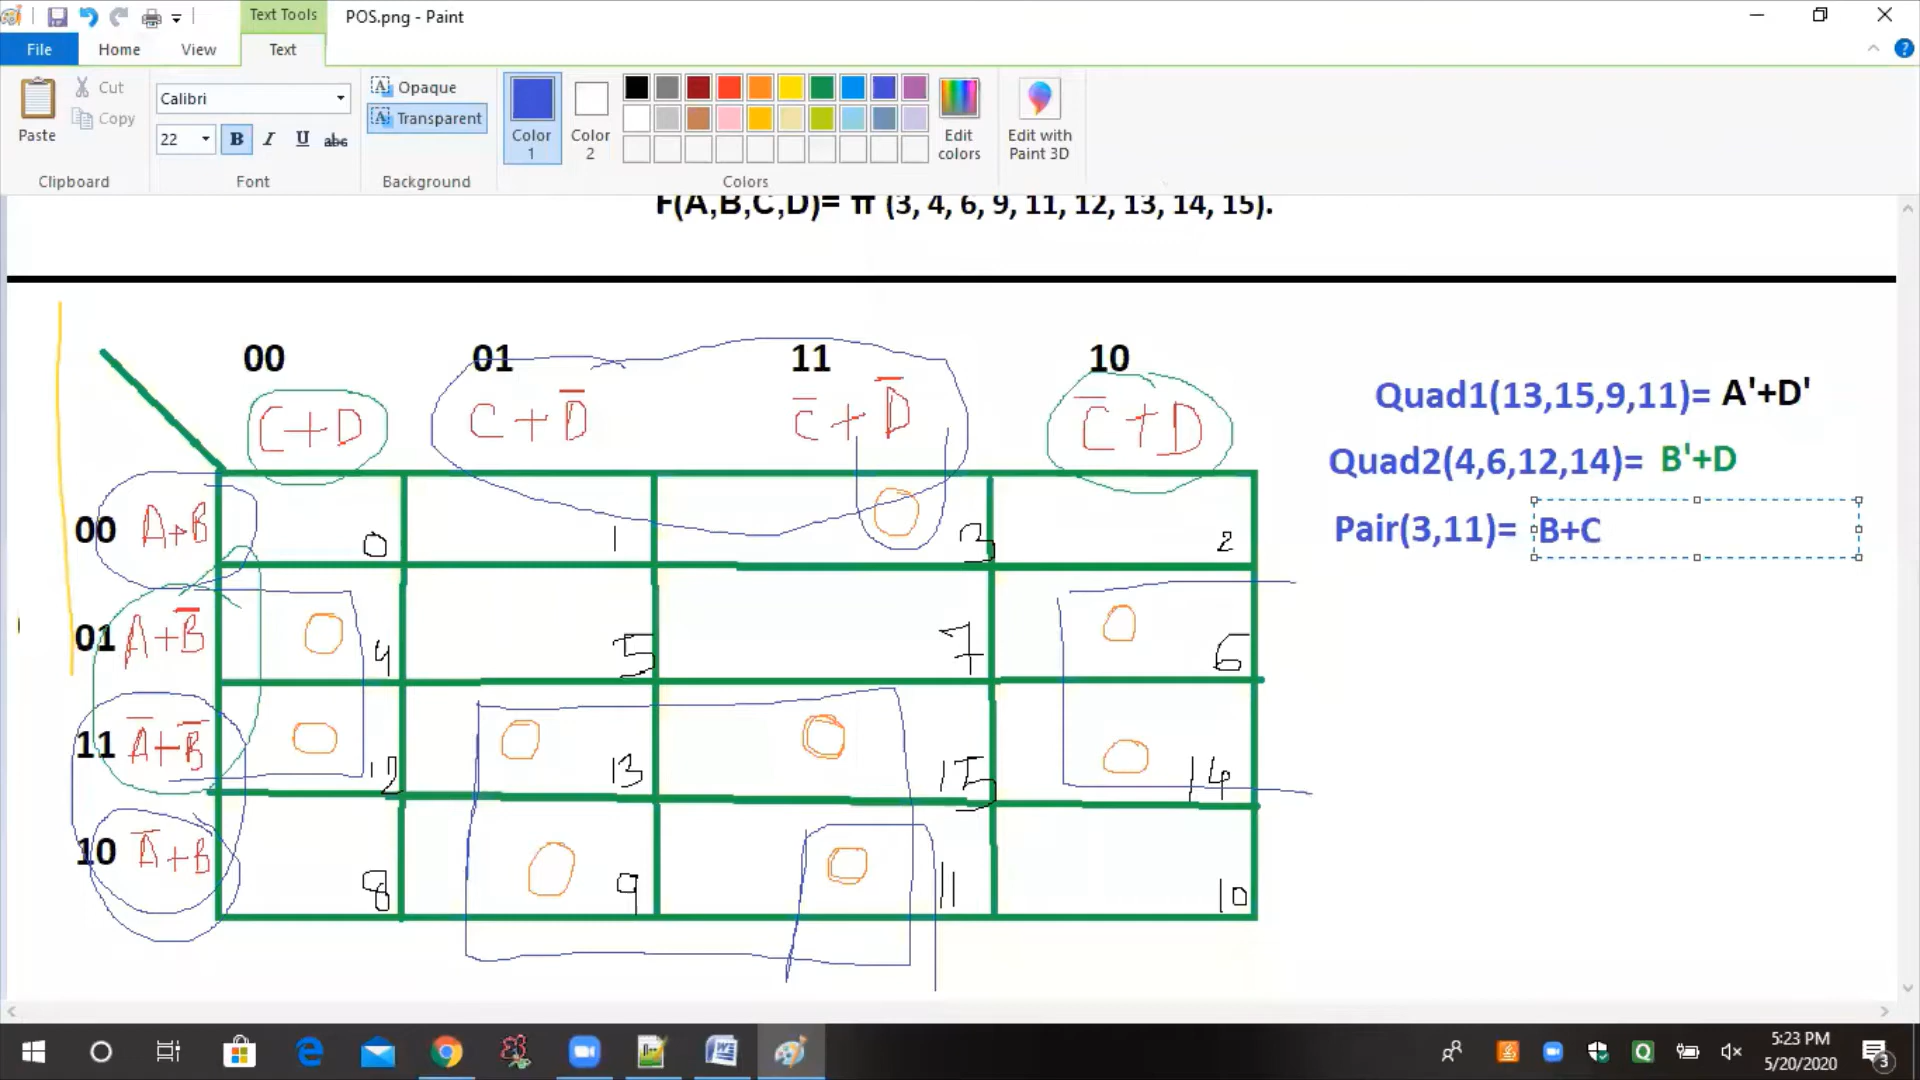 Text Tools
POS.png - Paint
File
Home
View
Text
Paste
Cut
Copy
Clipboard
Calibri
22
B I U abc
Font
Opaque
Transparent
Background
Color 1
Color 2
Edit colors
Edit with Paint 3D
Colors
F(A,B,C,D)= π (3, 4, 6, 9, 11, 12, 13, 14, 15).
00 01 11 10
C+D C+D̅ C̅+D̅ C̅+D
00 A+B 0 1 3 2
01 A+B̅ 4 5 7 6
11 A̅+B̅ 12 13 15 14
10 A̅+B 8 9 11 10
Quad1(13,15,9,11)= A'+D'
Quad2(4,6,12,14)= B'+D
Pair(3,11)= B+C
5:23 PM
5/20/2020
3